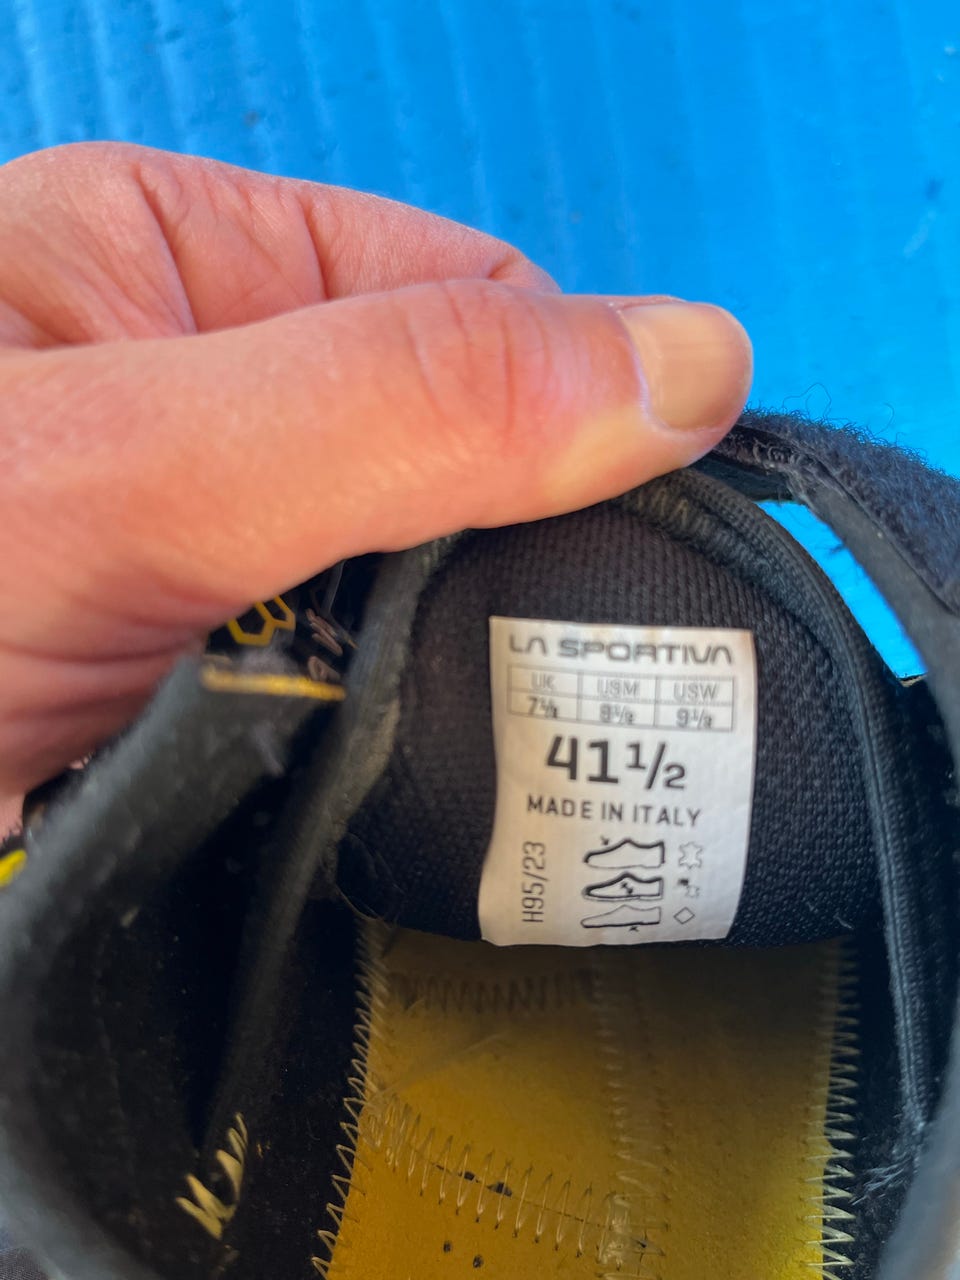 LA SPORTIVA
UK USM USW
7½ 8½ 9½
41½
MADE IN ITALY
H95/23